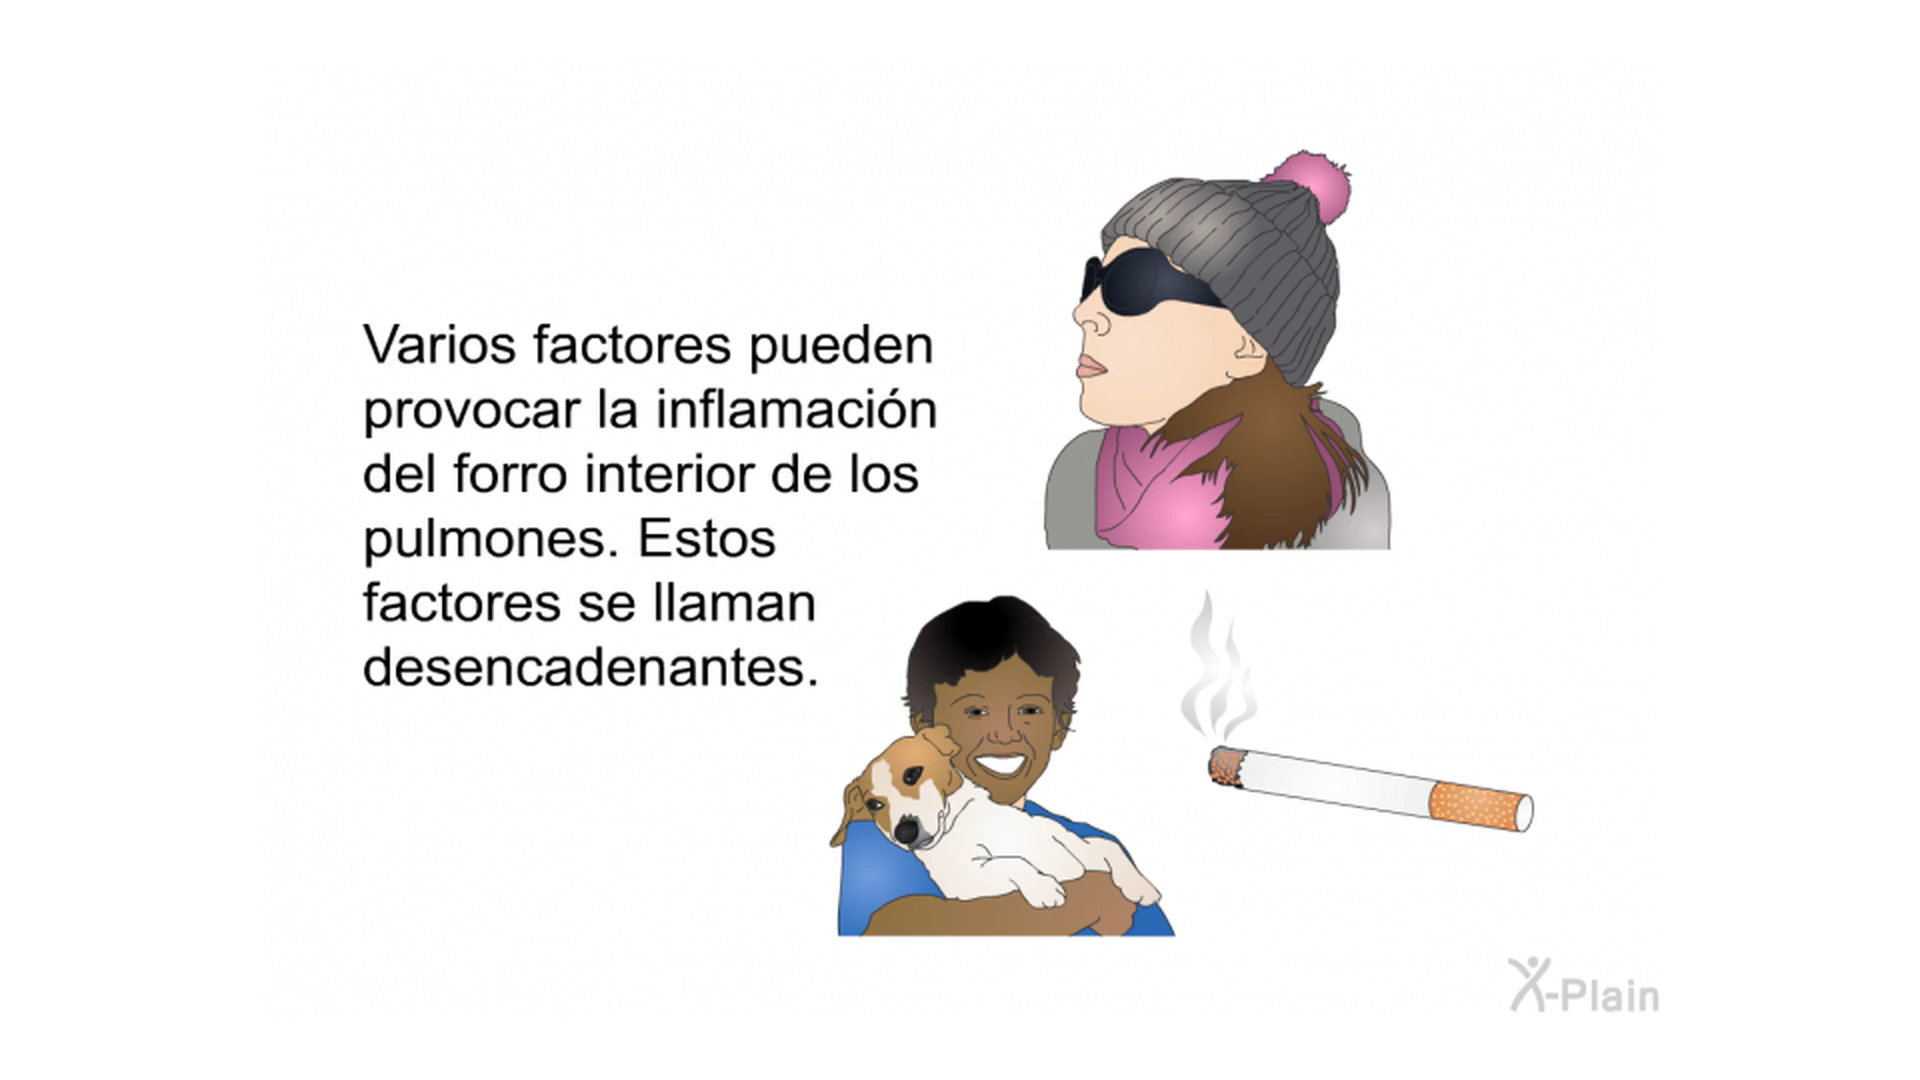 Varios factores pueden
provocar la inflamación
del forro interior de los
pulmones. Estos
factores se llaman
desencadenantes.
X-Plain